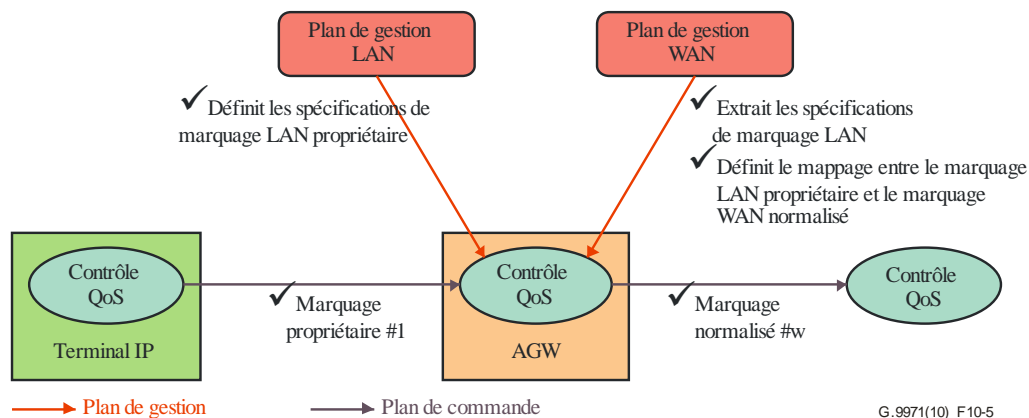 Plan de gestion
LAN
Plan de gestion
WAN
Définit les spécifications de
marquage LAN propriétaire
Extrait les spécifications
de marquage LAN
Définit le mappage entre le marquage
LAN propriétaire et le marquage
WAN normalisé
Contrôle
QoS
Terminal IP
Marquage
propriétaire #1
Contrôle
QoS
AGW
Marquage
normalisé #w
Contrôle
QoS
Plan de gestion
Plan de commande
G.9971(10)_F10-5